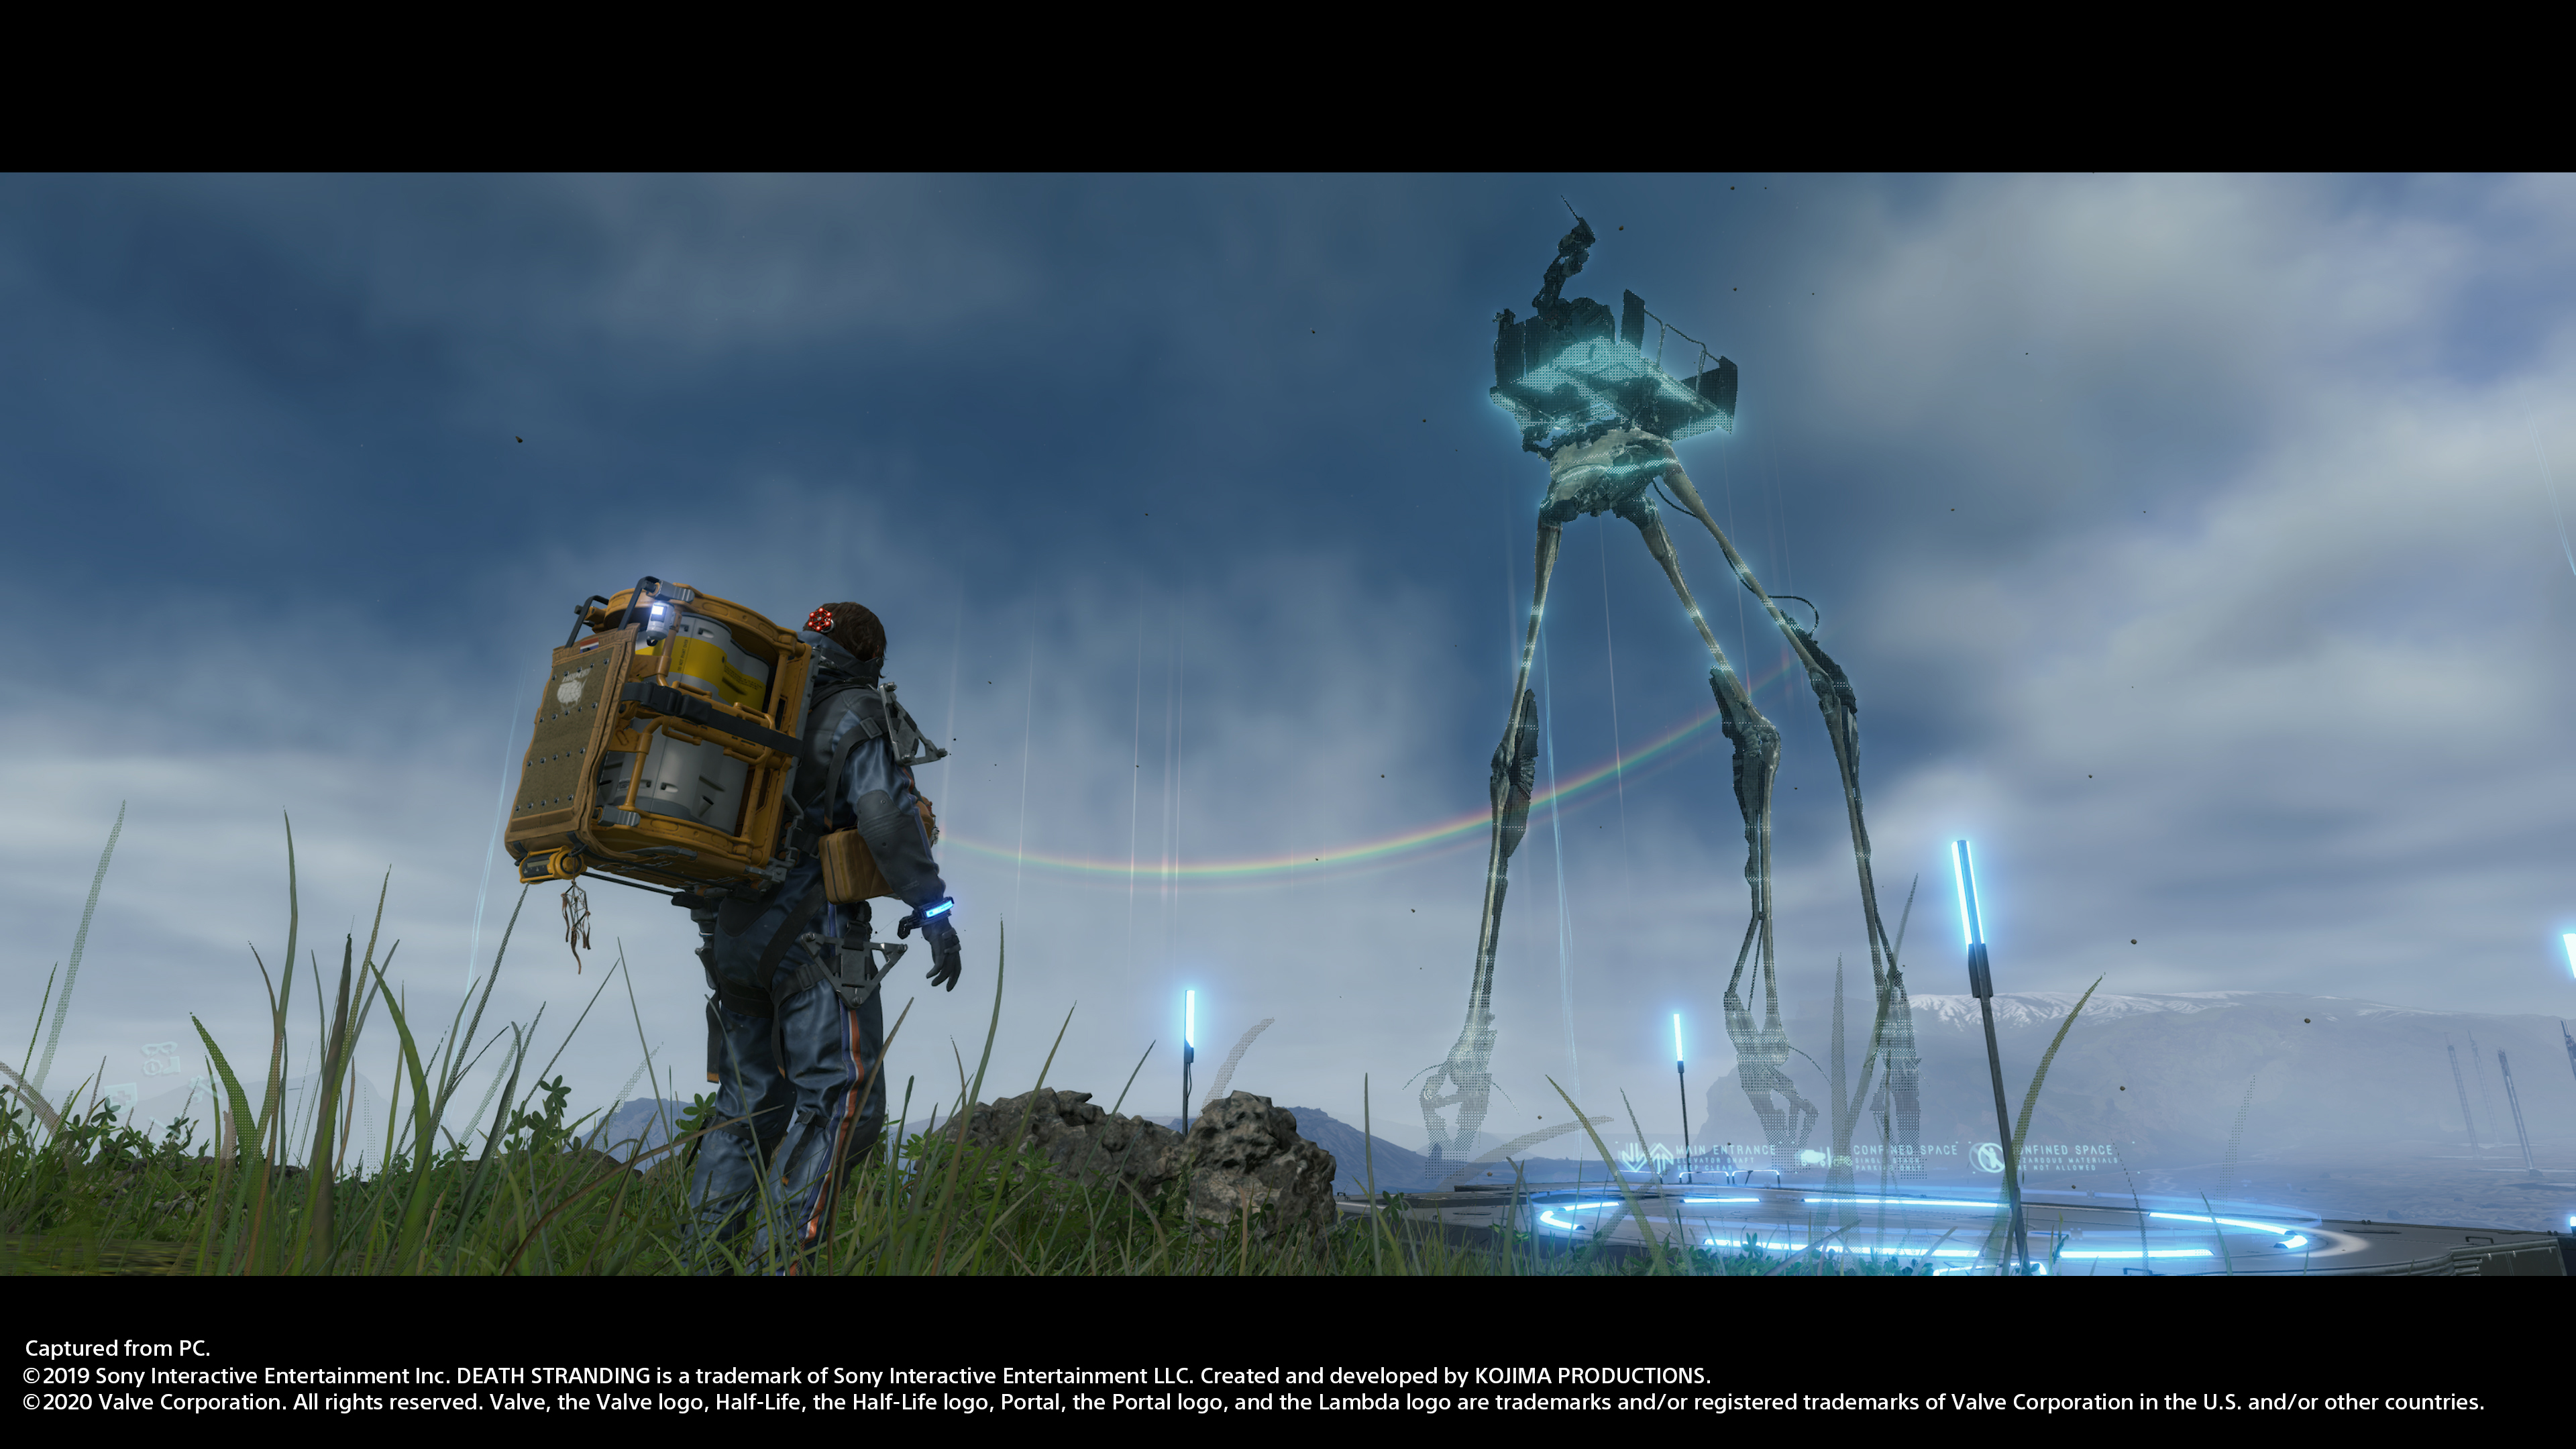 MAIN ENTRANCE
CONFINED SPACE
CONFINED SPACE
Captured from PC.
©2019 Sony Interactive Entertainment Inc. DEATH STRANDING is a trademark of Sony Interactive Entertainment LLC. Created and developed by KOJIMA PRODUCTIONS.
©2020 Valve Corporation. All rights reserved. Valve, the Valve logo, Half-Life, the Half-Life logo, Portal, the Portal logo, and the Lambda logo are trademarks and/or registered trademarks of Valve Corporation in the U.S. and/or other countries.